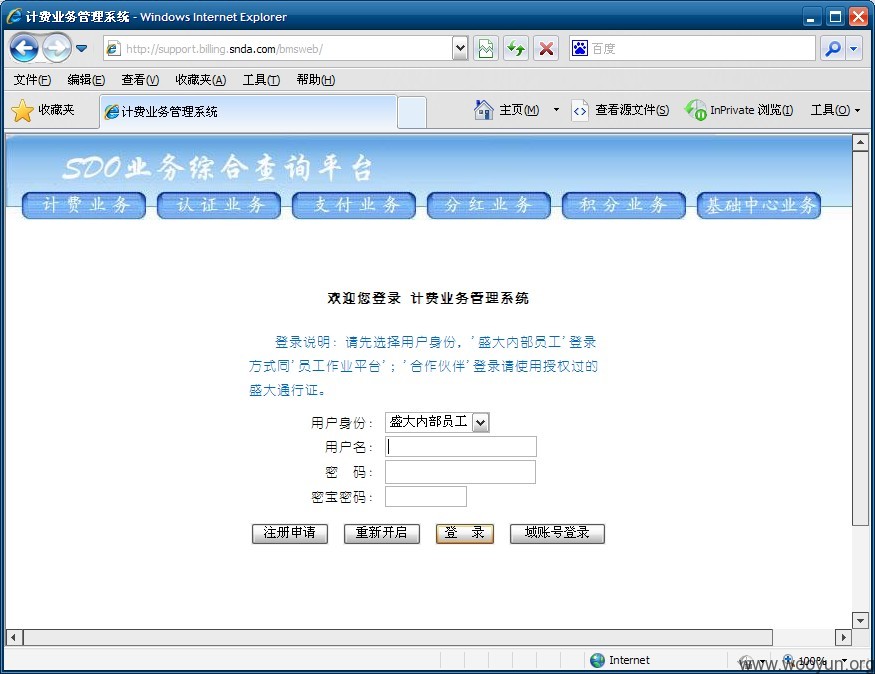 计费业务管理系统 - Windows Internet Explorer
http://support.billing.snda.com/bmsweb/
百度
文件(F) 编辑(E) 查看(V) 收藏夹(A) 工具(T) 帮助(H)
收藏夹 计费业务管理系统 主页(M) 查看源文件(S) InPrivate 浏览(I) 工具(O)
SDO业务综合查询平台
计费业务 认证业务 支付业务 分红业务 积分业务 基础中心业务
欢迎您登录 计费业务管理系统
登录说明：请先选择用户身份，'盛大内部员工'登录
方式同'员工作业平台'；'合作伙伴'登录请使用授权过的
盛大通行证。
用户身份： 盛大内部员工
用户名：
密 码：
密宝密码：
注册申请 重新开启 登 录 域账号登录
Internet 100%
www.wooyun.org